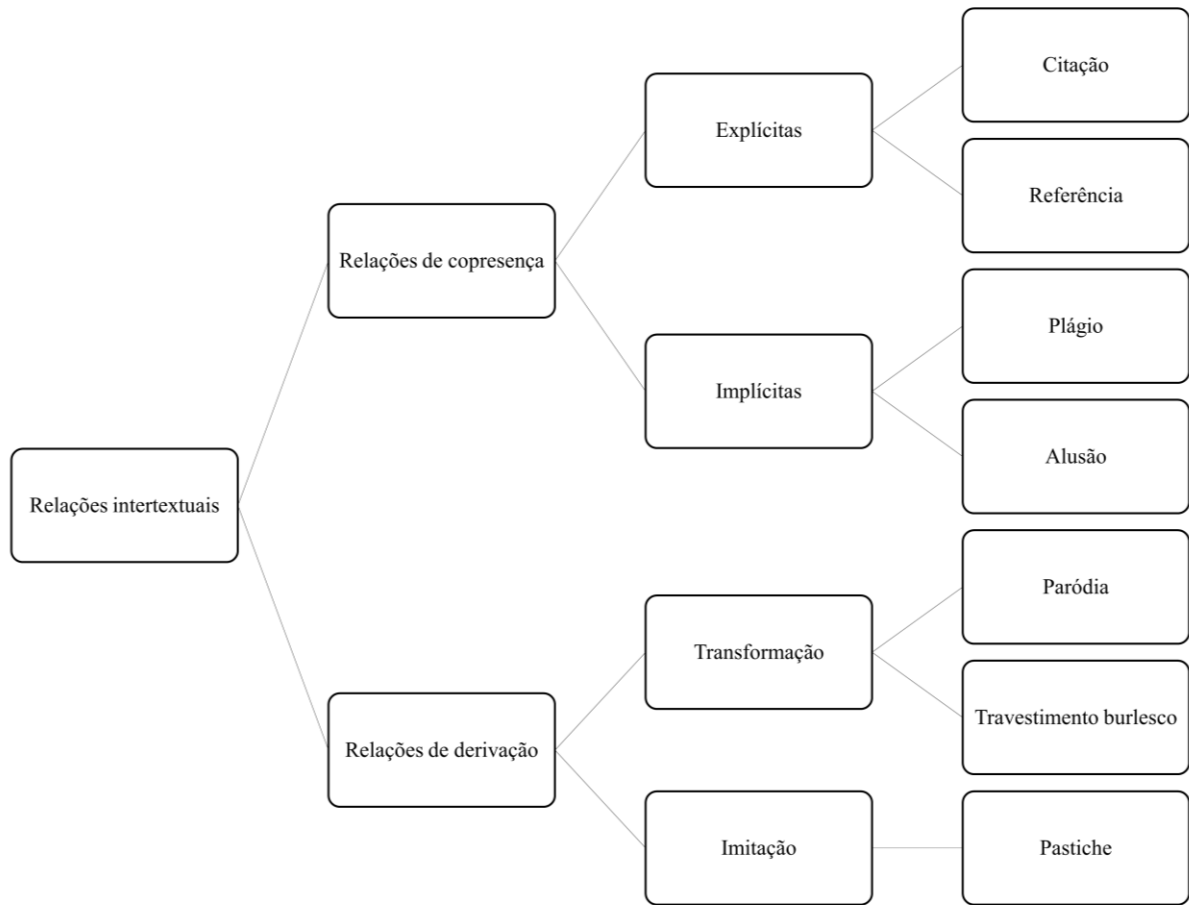 Citação
Explícitas
Referência
Relações de copresença
Plágio
Implícitas
Alusão
Relações intertextuais
Paródia
Transformação
Travestimento burlesco
Relações de derivação
Imitação
Pastiche